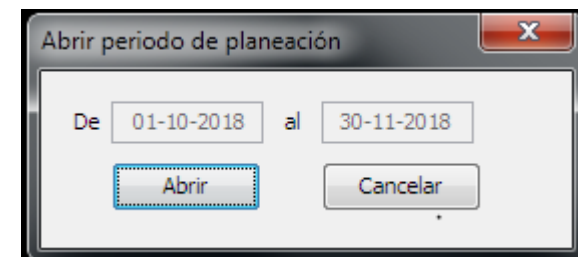 Abrir periodo de planeación
De 01-10-2018 al 30-11-2018
Abrir Cancelar